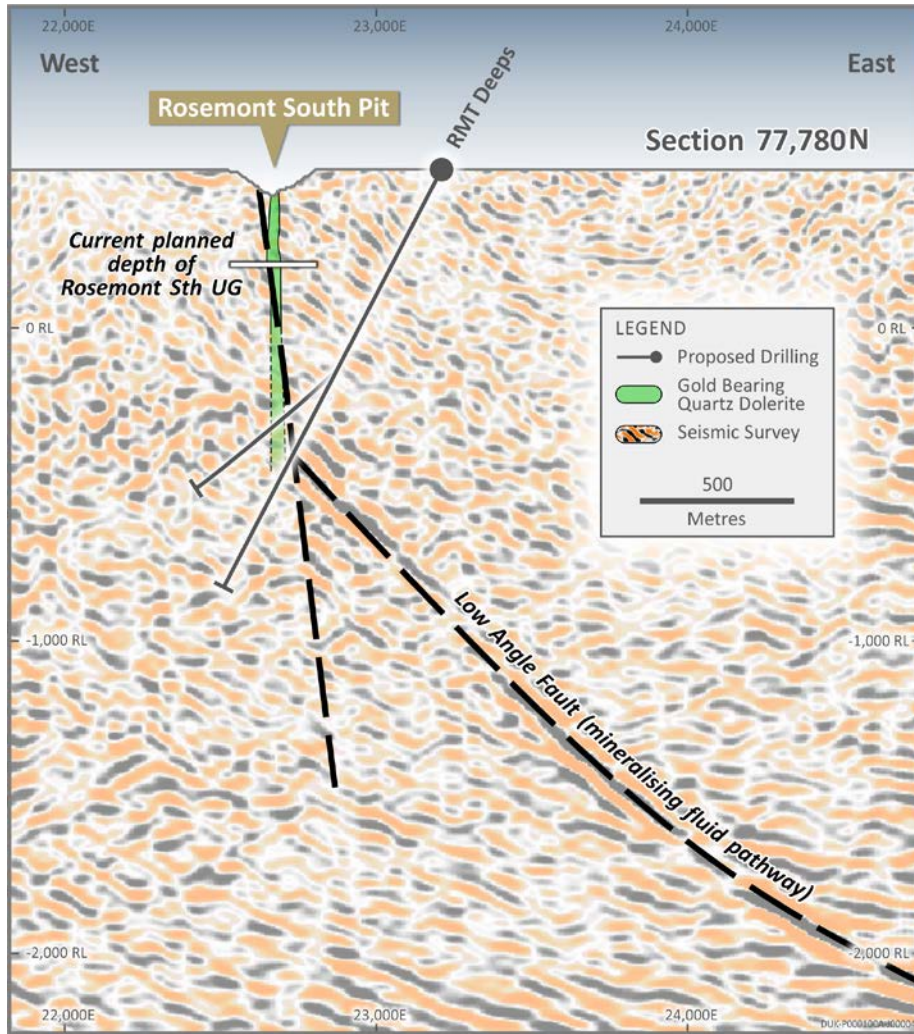 22,000E
23,000E
24,000E
West
East
Rosemont South Pit
RMT Deeps
Section 77,780N
Current planned
depth of
Rosemont Sth UG
0 RL
0 RL
LEGEND
Proposed Drilling
Gold Bearing
Quartz Dolerite
Seismic Survey
500
Metres
-1,000 RL
-1,000 RL
Low Angle Fault (mineralising fluid pathway)
-2,000 RL
-2,000 RL
22,000E
23,000E
24,000E